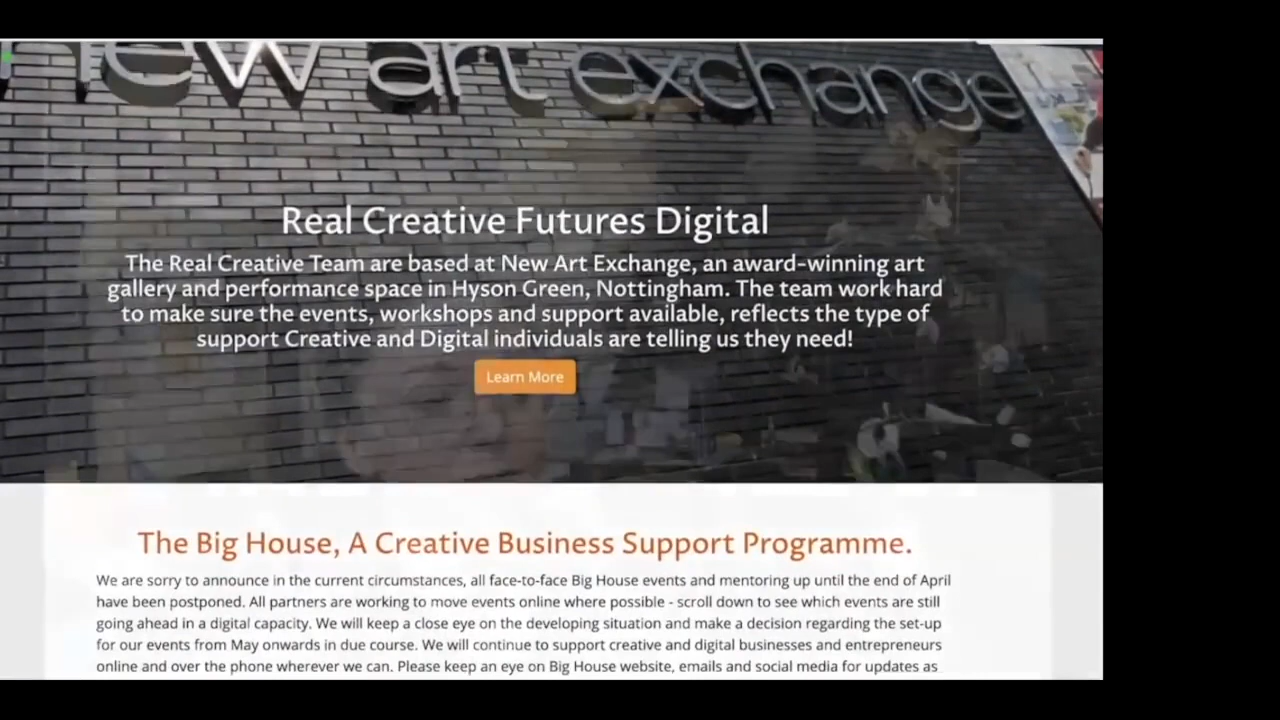 new art exchange
Real Creative Futures Digital
The Real Creative Team are based at New Art Exchange, an award-winning art
gallery and performance space in Hyson Green, Nottingham. The team work hard
to make sure the events, workshops and support available, reflects the type of
support Creative and Digital individuals are telling us they need!
Learn More
The Big House, A Creative Business Support Programme.
We are sorry to announce in the current circumstances, all face-to-face Big House events and mentoring up until the end of April
have been postponed. All partners are working to move events online where possible - scroll down to see which events are still
going ahead in a digital capacity. We will keep a close eye on the developing situation and make a decision regarding the set-up
for our events from May onwards in due course. We will continue to support creative and digital businesses and entrepreneurs
online and over the phone wherever we can. Please keep an eye on Big House website, emails and social media for updates as